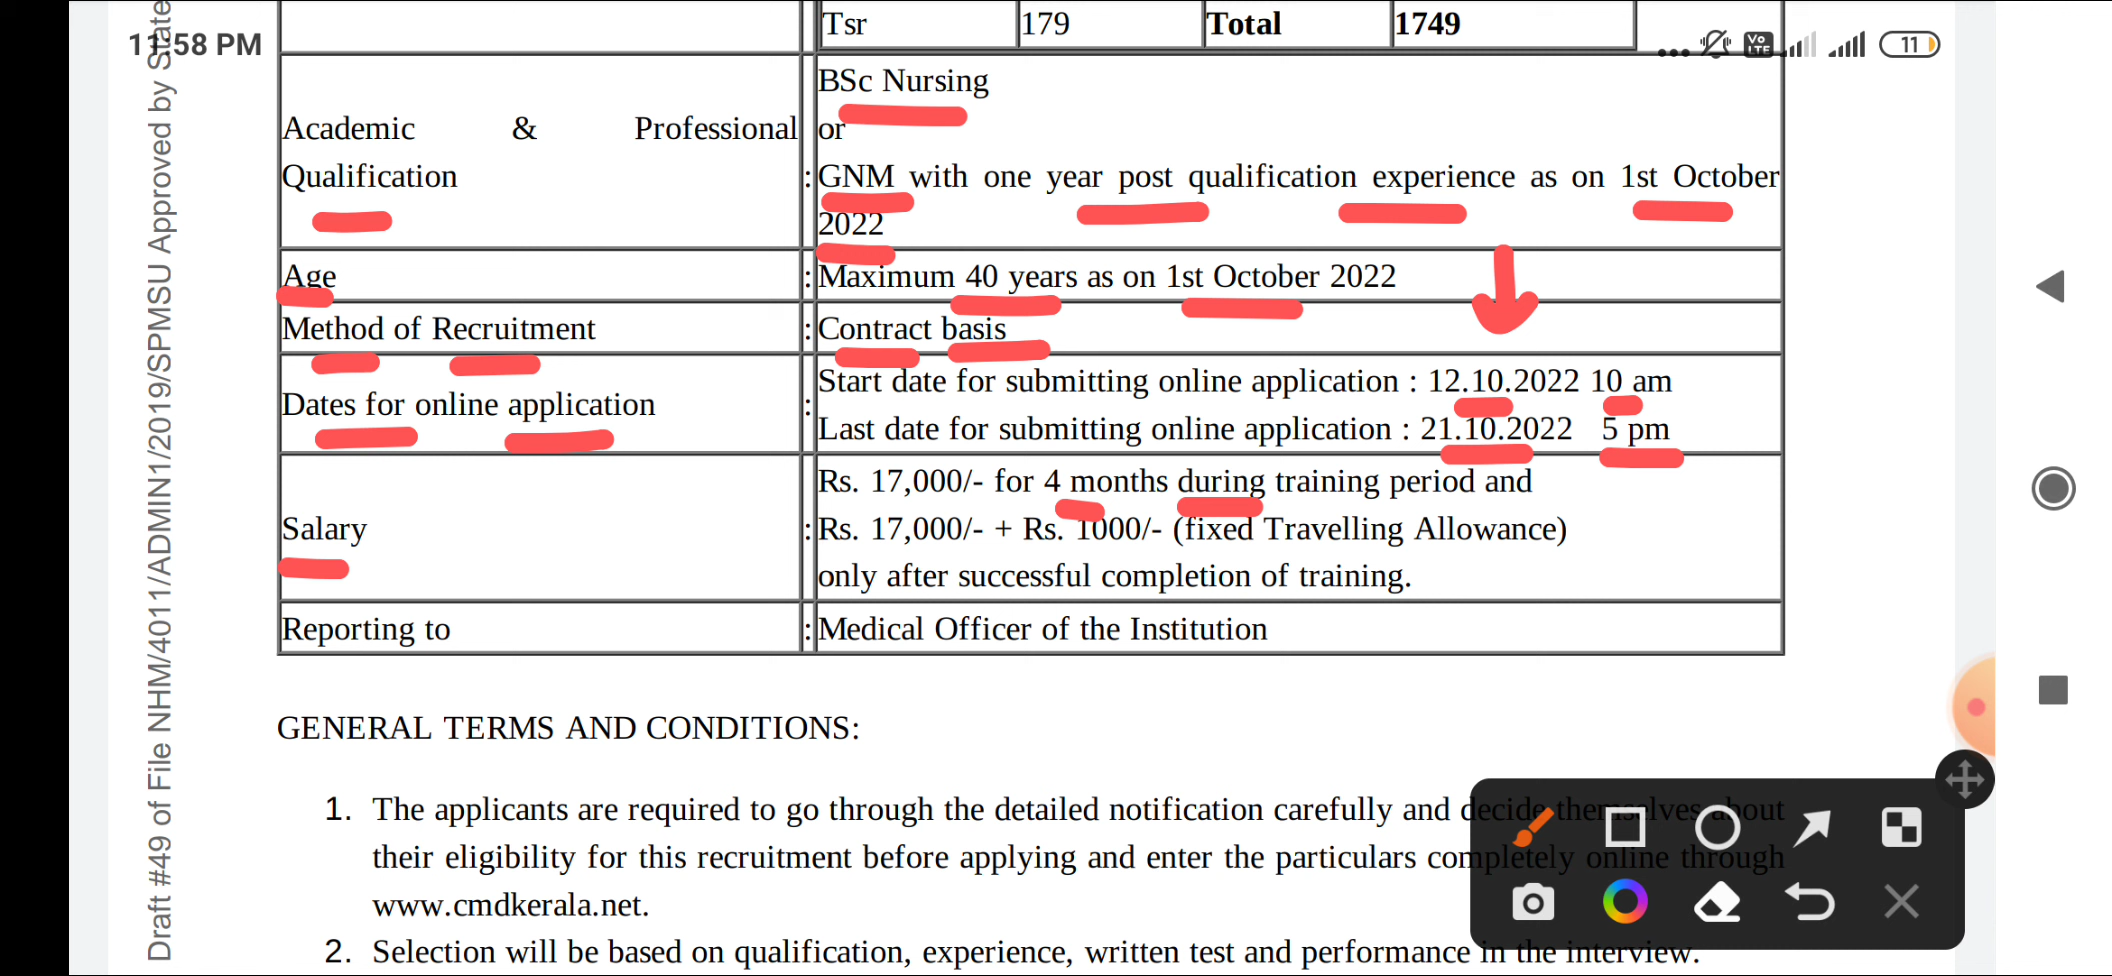 11:58 PM
Vo LTE
11
Draft #49 of File NHM/4011/ADMIN1/2019/SPMSU Approved by State
Tsr 179 Total 1749
Academic & Professional
Qualification
:
BSc Nursing
or
GNM with one year post qualification experience as on 1st October
2022
Age : Maximum 40 years as on 1st October 2022
Method of Recruitment : Contract basis
Dates for online application :
Start date for submitting online application : 12.10.2022 10 am
Last date for submitting online application : 21.10.2022 5 pm
Salary :
Rs. 17,000/- for 4 months during training period and
Rs. 17,000/- + Rs. 1000/- (fixed Travelling Allowance)
only after successful completion of training.
Reporting to : Medical Officer of the Institution
GENERAL TERMS AND CONDITIONS:
1. The applicants are required to go through the detailed notification carefully and decide themselves about
their eligibility for this recruitment before applying and enter the particulars completely online through
www.cmdkerala.net.
2. Selection will be based on qualification, experience, written test and performance in the interview.